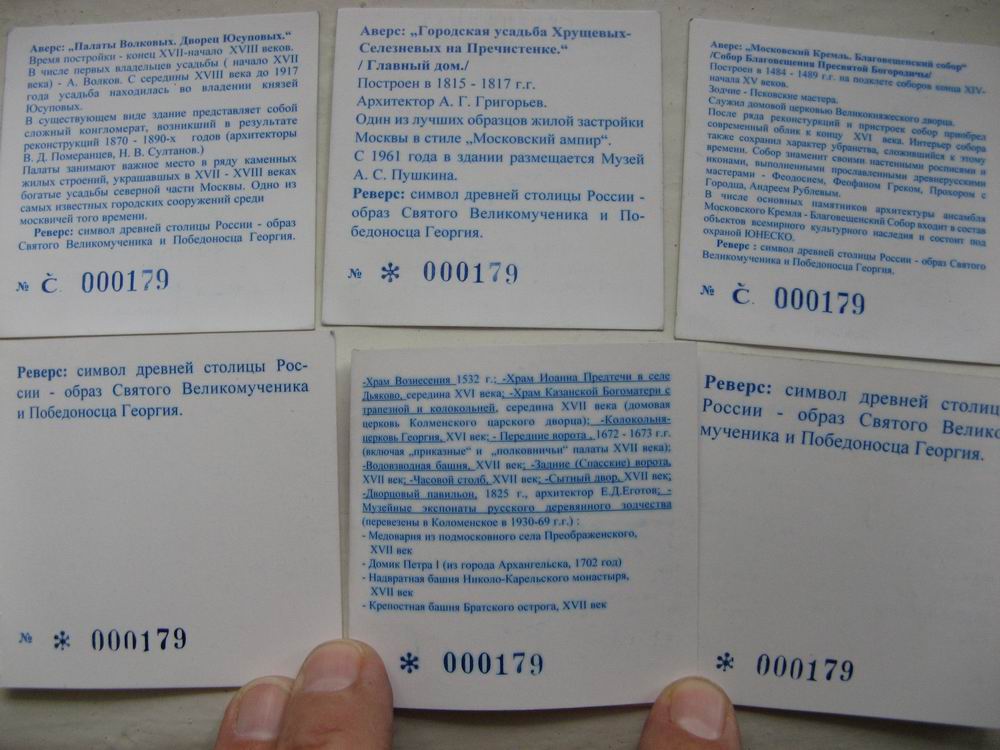 Аверс: „Палаты Волковых. Дворец Юсуповых.“
Время постройки - конец XVII-начало XVIII веков.
В числе первых владельцев усадьбы ( начало XVII
века) - А. Волков. С середины XVIII века до 1917
года усадьба находилась во владении князей
Юсуповых.
В существующем виде здание представляет собой
сложный конгломерат, возникший в результате
реконструкций 1870 - 1890-х годов (архитекторы
В. Д. Померанцев, Н. В. Султанов.)
Палаты занимают важное место в ряду каменных
жилых строений, украшавших в XVII - XVIII веках
богатые усадьбы северной части Москвы. Одно из
самых известных городских сооружений среди
москвичей того времени.
Реверс: символ древней столицы России - образ
Святого Великомученика и Победоносца Георгия.
№ Č. 000179
Аверс: „Городская усадьба Хрущевых-
Селезневых на Пречистенке.“
/ Главный дом./
Построен в 1815 - 1817 г.г.
Архитектор А. Г. Григорьев.
Один из лучших образцов жилой застройки
Москвы в стиле „Московский ампир“.
С 1961 года в здании размещается Музей
А. С. Пушкина.
Реверс: символ древней столицы России -
образ Святого Великомученика и По-
бедоносца Георгия.
№ * 000179
Аверс: „Московский Кремль. Благовещенский собор“
/Собор Благовещения Пресвятой Богородицы/
Построен в 1484 - 1489 г.г. на подклете соборов конца XIV-
начала XV веков.
Зодчие - Псковские мастера.
Служил домовой церковью Великокняжеского дворца.
После ряда реконструкций и пристроек собор приобрел
современный облик к концу XVI века. Интерьер собора
также сохранил характер убранства, сложившийся к этому
времени. Собор знаменит своими настенными росписями и
иконами, выполненными прославленными древнерусскими
мастерами - Феодосием, Феофаном Греком, Прохором с
Городца, Андреем Рублевым.
В числе основных памятников архитектуры ансамбля
Московского Кремля - Благовещенский Собор входит в состав
объектов всемирного культурного наследия и состоит под
охраной ЮНЕСКО.
Реверс : символ древней столицы России - образ Святого
Великомученика и Победоносца Георгия.
№ Č. 000179
Реверс: символ древней столицы Рос-
сии - образ Святого Великомученика
и Победоносца Георгия.
№ * 000179
-Храм Вознесения 1532 г.; -Храм Иоанна Предтечи в селе
Дьяково, середина XVI века; -Храм Казанской Богоматери с
трапезной и колокольней, середина XVII века (домовая
церковь Колменского царского дворца); -Колокольня-
церковь Георгия, XVI век; - Передние ворота , 1672 - 1673 г.г.
(включая „приказные“ и „полковничьи“ палаты XVII века);
-Водовзводная башня, XVII век; -Задние (Спасские) ворота,
XVII век; -Часовой столб, XVII век; -Сытный двор, XVII век;
-Дворцовый павильон, 1825 г., архитектор Е.Д.Еготов; -
Музейные экспонаты русского деревянного зодчества
(перевезены в Коломенское в 1930-69 г.г.) :
- Медоварня из подмосковного села Преображенского,
XVII век
- Домик Петра I (из города Архангельска, 1702 год)
- Надвратная башня Николо-Карельского монастыря,
XVII век
- Крепостная башня Братского острога, XVII век
* 000179
Реверс: символ древней столиц
России - образ Святого Велико
мученика и Победоносца Георгия.
* 000179